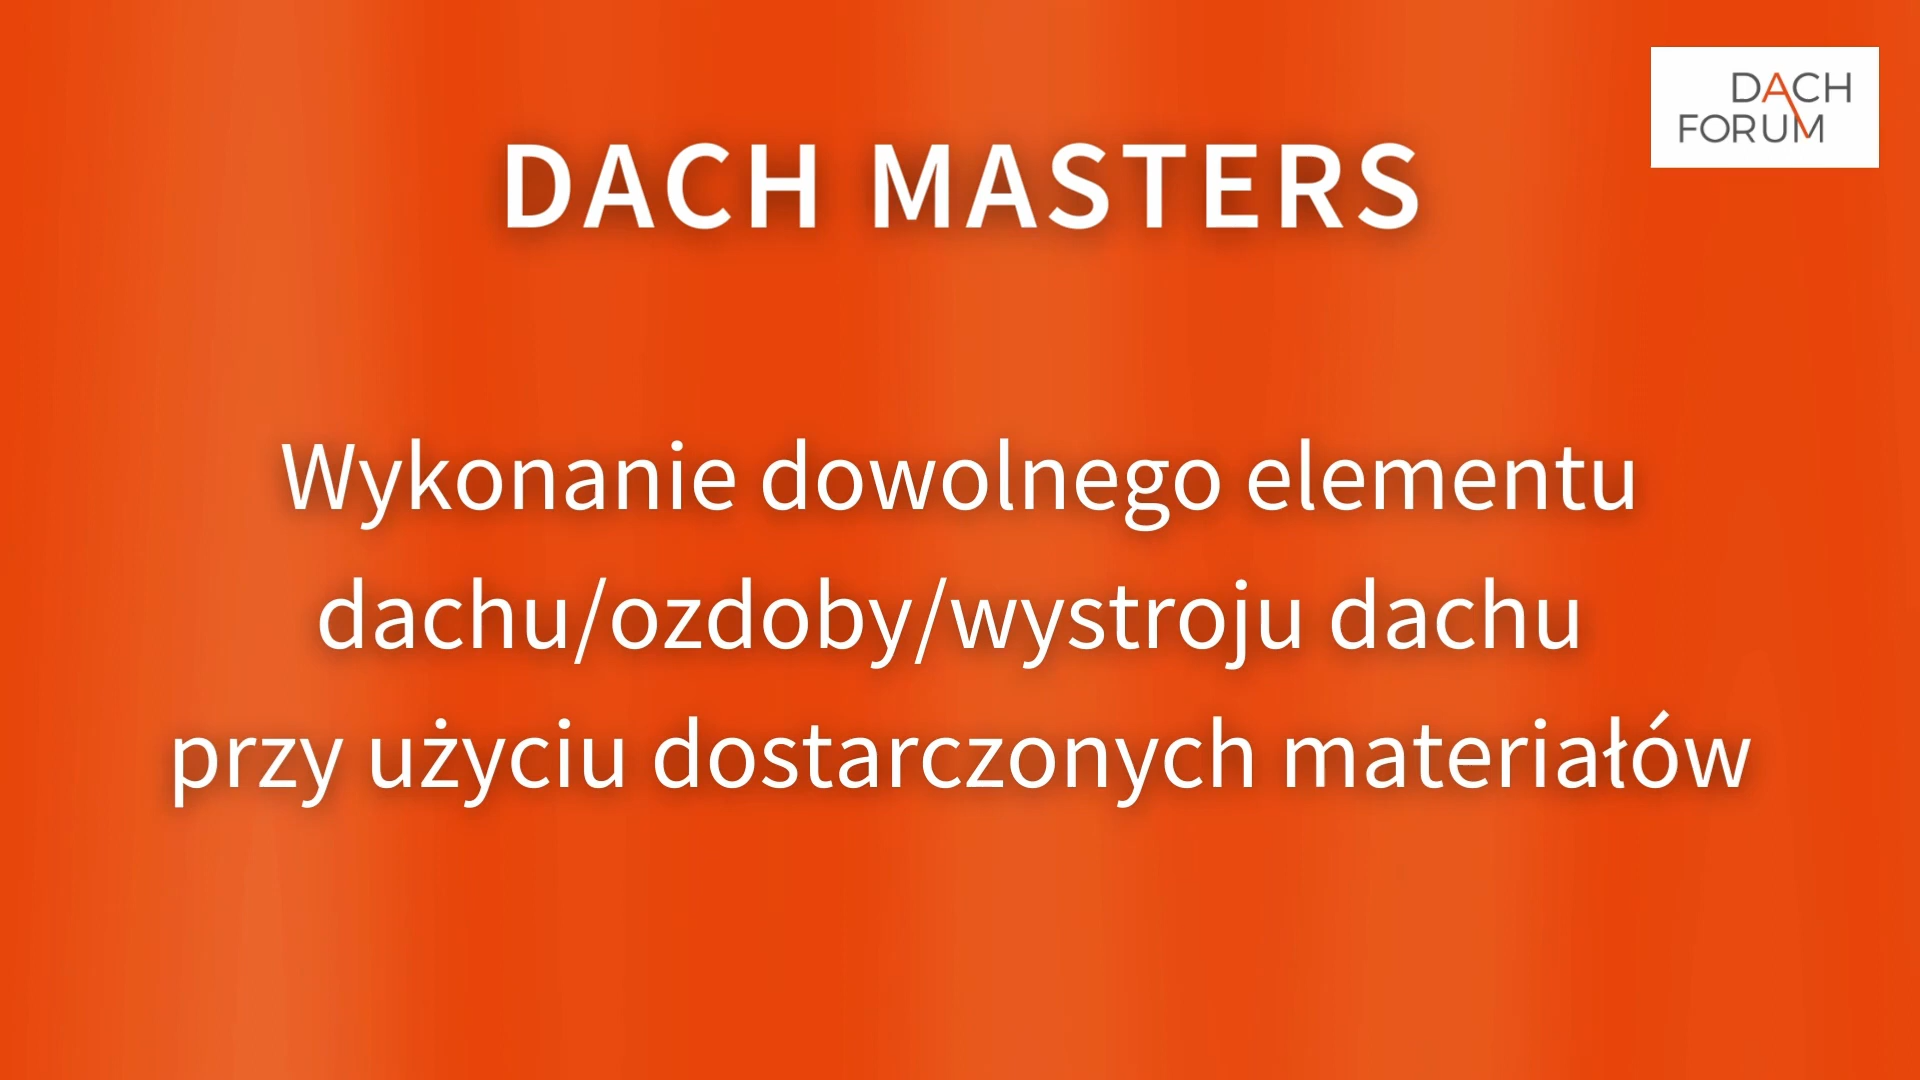 DACH
FORUM
DACH MASTERS
Wykonanie dowolnego elementu
dachu/ozdoby/wystroju dachu
przy użyciu dostarczonych materiałów